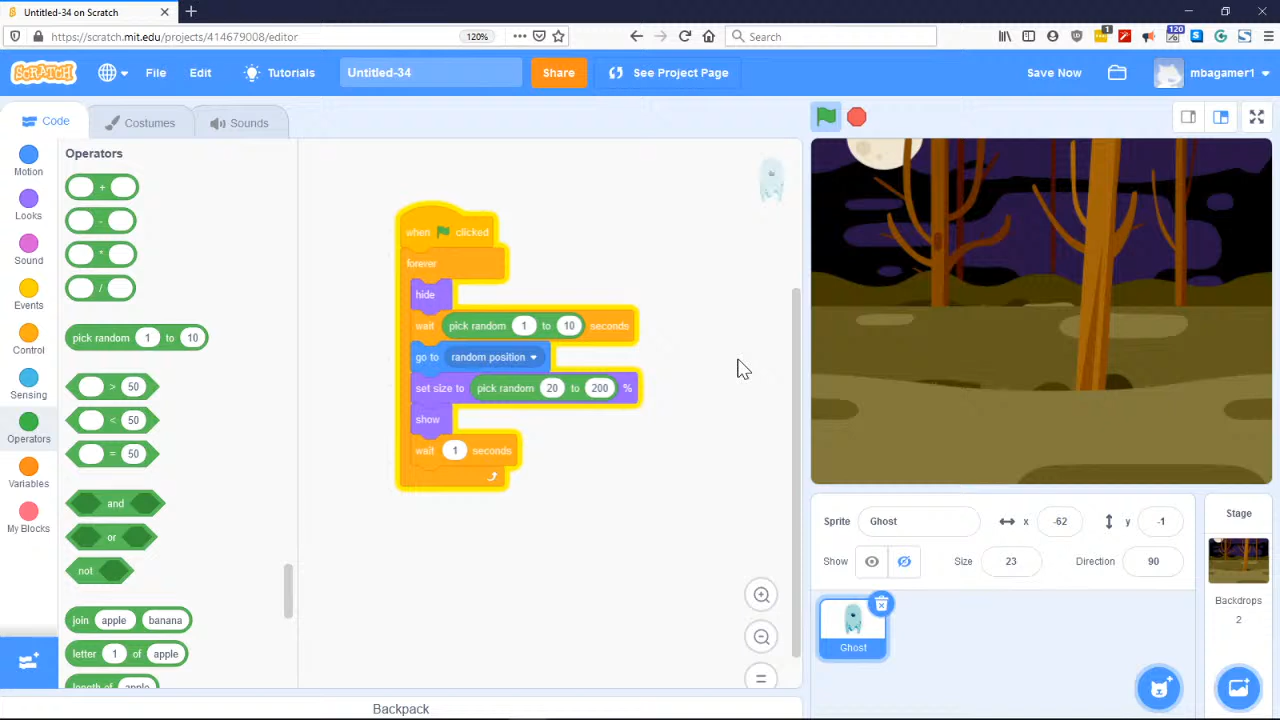 Untitled-34 on Scratch
https://scratch.mit.edu/projects/414679008/editor
120%
Search
1
120
SCRATCH
File
Edit
Tutorials
Untitled-34
Share
See Project Page
Save Now
mbagamer1
Code
Costumes
Sounds
Motion
Looks
Sound
Events
Control
Sensing
Operators
Variables
My Blocks
Operators
+
-
*
/
pick random 1 to 10
> 50
< 50
= 50
and
or
not
join apple banana
letter 1 of apple
length of apple
when clicked
forever
hide
wait pick random 1 to 10 seconds
go to random position
set size to pick random 20 to 200 %
show
wait 1 seconds
Sprite Ghost x -62 y -1
Show Size 23 Direction 90
Ghost
Stage
Backdrops
2
Backpack